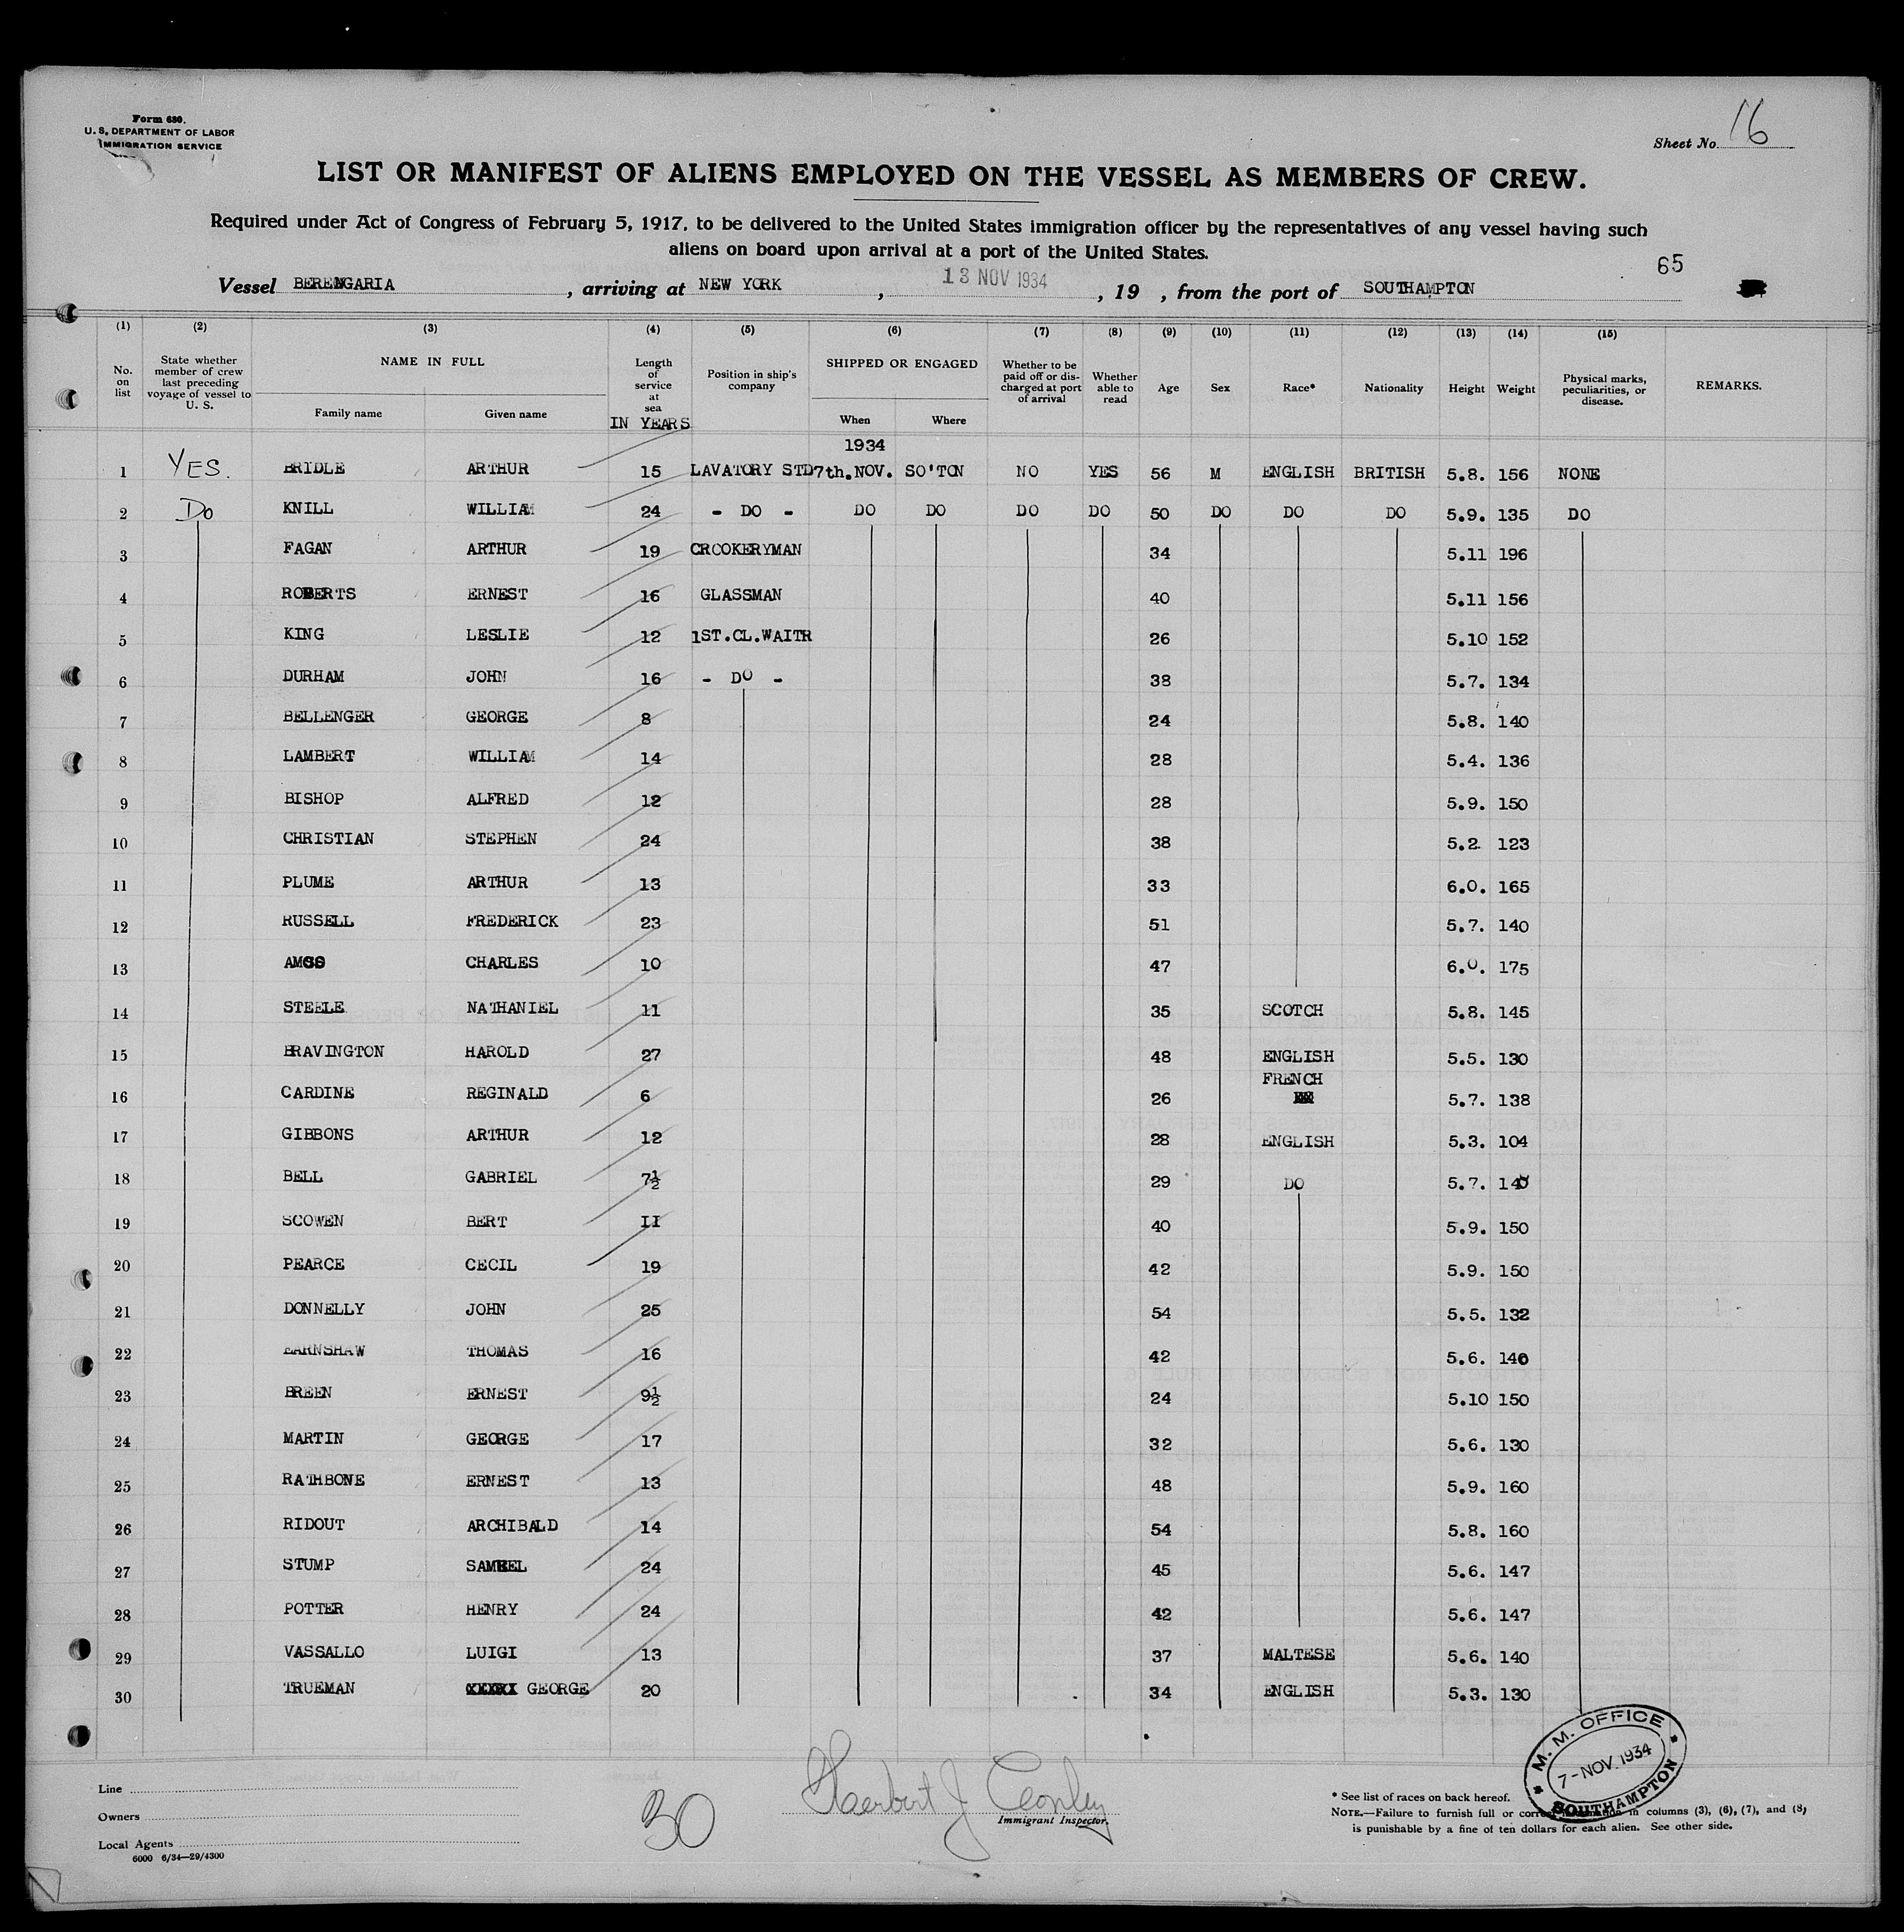 Form 630.
U. S. DEPARTMENT OF LABOR
IMMIGRATION SERVICE
Sheet No. 16
LIST OR MANIFEST OF ALIENS EMPLOYED ON THE VESSEL AS MEMBERS OF CREW.
Required under Act of Congress of February 5, 1917, to be delivered to the United States immigration officer by the representatives of any vessel having such
aliens on board upon arrival at a port of the United States.
65
Vessel BERENGARIA, arriving at NEW YORK, 13 NOV 1934, 19 , from the port of SOUTHAMPTON
(1) (2) (3) (4) (5) (6) (7) (8) (9) (10) (11) (12) (13) (14) (15)
No. on list
State whether member of crew last preceding voyage of vessel to U. S.
NAME IN FULL
Family name Given name
Length of service at sea
IN YEARS
Position in ship's company
SHIPPED OR ENGAGED
When Where
Whether to be paid off or discharged at port of arrival
Whether able to read
Age
Sex
Race*
Nationality
Height
Weight
Physical marks, peculiarities, or disease.
REMARKS.
1934
1 YES. BRIDLE ARTHUR 15 LAVATORY STD 7th.NOV. SO'TON NO YES 56 M ENGLISH BRITISH 5.8. 156 NONE
2 Do KNILL WILLIAM 24 - DO - DO DO DO DO 50 DO DO DO 5.9. 135 DO
3 FAGAN ARTHUR 19 CROOKERYMAN 34 5.11 196
4 ROBERTS ERNEST 16 GLASSMAN 40 5.11 156
5 KING LESLIE 12 1ST.CL.WAITR 26 5.10 152
6 DURHAM JOHN 16 - DO - 38 5.7. 134
7 BELLENGER GEORGE 8 24 5.8. 140
8 LAMBERT WILLIAM 14 28 5.4. 136
9 BISHOP ALFRED 12 28 5.9. 150
10 CHRISTIAN STEPHEN 24 38 5.2. 123
11 PLUME ARTHUR 13 33 6.0. 165
12 RUSSELL FREDERICK 23 51 5.7. 140
13 CHARLES 10 47 6.0. 175
14 STEELE NATHANIEL 11 35 SCOTCH 5.8. 145
15 BRAVINGTON HAROLD 27 48 ENGLISH 5.5. 130
16 CARDINE REGINALD 6 26 FRENCH 5.7. 138
17 GIBBONS ARTHUR 12 28 ENGLISH 5.3. 104
18 BELL GABRIEL 7½ 29 DO 5.7. 140
19 SCOWEN BERT II 40 5.9. 150
20 PEARCE CECIL 19 42 5.9. 150
21 DONNELLY JOHN 25 54 5.5. 132
22 EARNSHAW THOMAS 16 42 5.6. 140
23 BREEN ERNEST 9½ 24 5.10 150
24 MARTIN GEORGE 17 32 5.6. 130
25 RATHBONE ERNEST 13 48 5.9. 160
26 RIDOUT ARCHIBALD 14 54 5.8. 160
27 STUMP 24 45 5.6. 147
28 POTTER HENRY 24 42 5.6. 147
29 VASSALLO LUIGI 13 37 MALTESE 5.6. 140
30 TRUEMAN GEORGE 20 34 ENGLISH 5.3. 130
M. M. OFFICE
7-NOV.1934
SOUTHAMPTON
Line
Owners
Local Agents
6000 6/34—29/4300
30
Herbert J Conley
Immigrant Inspector.
* See list of races on back hereof.
NOTE.—Failure to furnish full or correct information in columns (3), (6), (7), and (8)
is punishable by a fine of ten dollars for each alien. See other side.